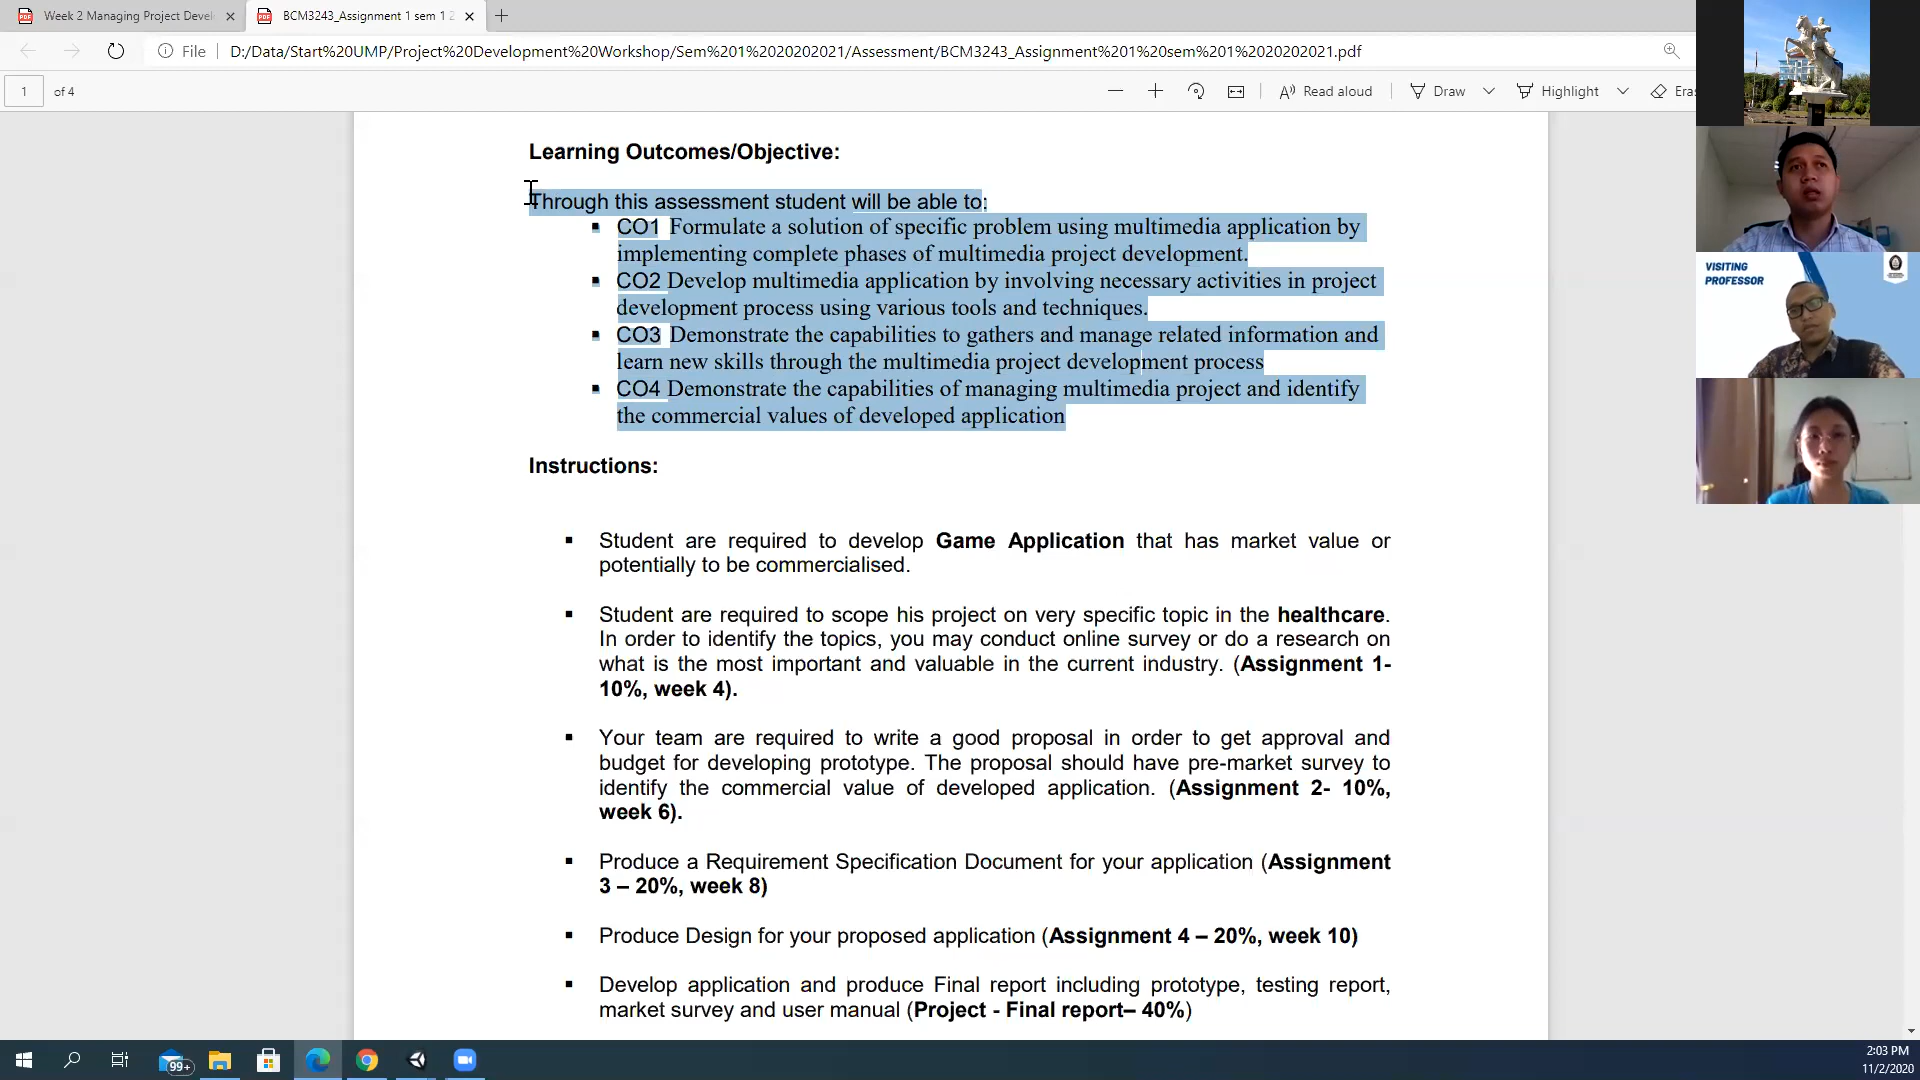 Week 2 Managing Project Devel
BCM3243_Assignment 1 sem 1 2
File
D:/Data/Start%20UMP/Project%20Development%20Workshop/Sem%201%202020201/Assessment/BCM3243_Assignment%201%20sem%201%202020201.pdf
1 of 4
Read aloud
Draw
Highlight
Eras
Learning Outcomes/Objective:
Through this assessment student will be able to:
▪ CO1 Formulate a solution of specific problem using multimedia application by
implementing complete phases of multimedia project development.
▪ CO2 Develop multimedia application by involving necessary activities in project
development process using various tools and techniques.
▪ CO3 Demonstrate the capabilities to gathers and manage related information and
learn new skills through the multimedia project development process
▪ CO4 Demonstrate the capabilities of managing multimedia project and identify
the commercial values of developed application
Instructions:
▪ Student are required to develop Game Application that has market value or
potentially to be commercialised.
▪ Student are required to scope his project on very specific topic in the healthcare.
In order to identify the topics, you may conduct online survey or do a research on
what is the most important and valuable in the current industry. (Assignment 1-
10%, week 4).
▪ Your team are required to write a good proposal in order to get approval and
budget for developing prototype. The proposal should have pre-market survey to
identify the commercial value of developed application. (Assignment 2- 10%,
week 6).
▪ Produce a Requirement Specification Document for your application (Assignment
3 – 20%, week 8)
▪ Produce Design for your proposed application (Assignment 4 – 20%, week 10)
▪ Develop application and produce Final report including prototype, testing report,
market survey and user manual (Project - Final report– 40%)
VISITING
PROFESSOR
99+
2:03 PM
11/2/2020